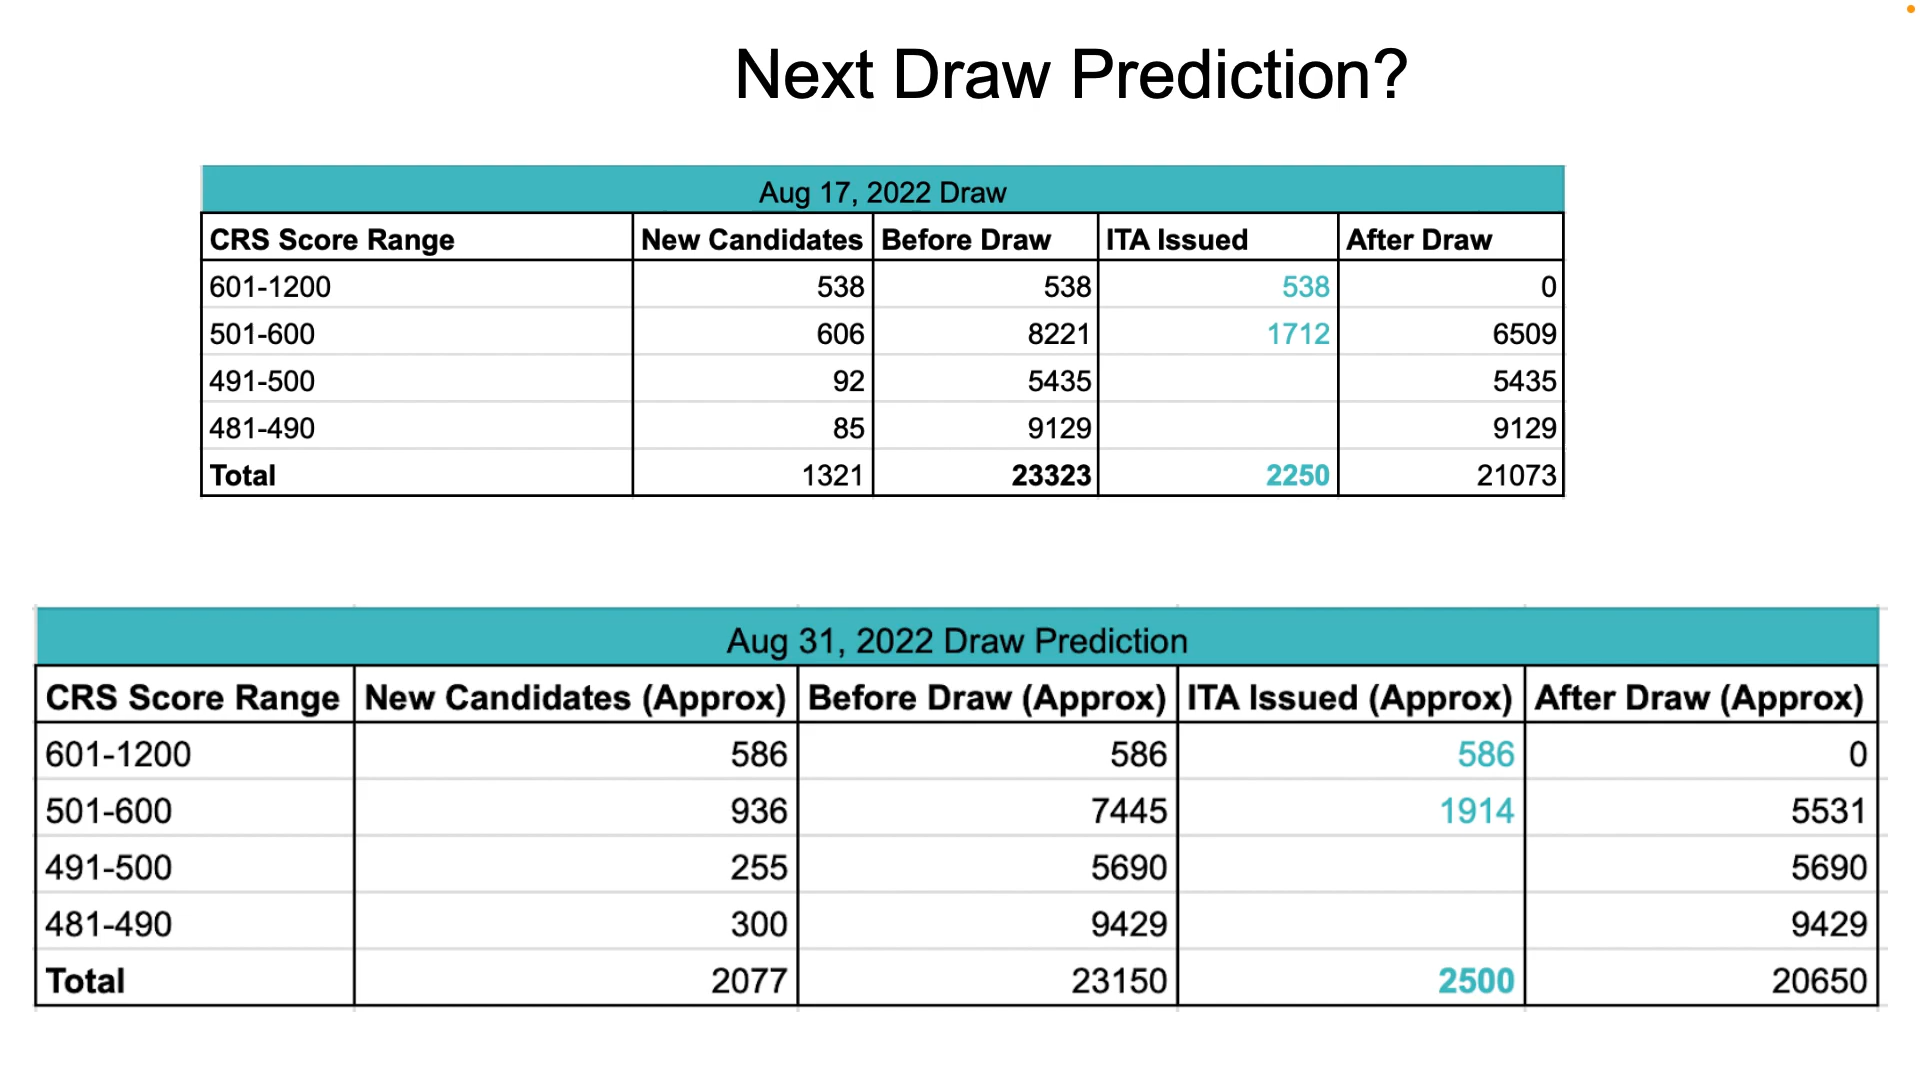 Next Draw Prediction?
Aug 17, 2022 Draw
CRS Score Range New Candidates Before Draw ITA Issued After Draw
601-1200 538 538 538 0
501-600 606 8221 1712 6509
491-500 92 5435 5435
481-490 85 9129 9129
Total 1321 23323 2250 21073
Aug 31, 2022 Draw Prediction
CRS Score Range New Candidates (Approx) Before Draw (Approx) ITA Issued (Approx) After Draw (Approx)
601-1200 586 586 586 0
501-600 936 7445 1914 5531
491-500 255 5690 5690
481-490 300 9429 9429
Total 2077 23150 2500 20650